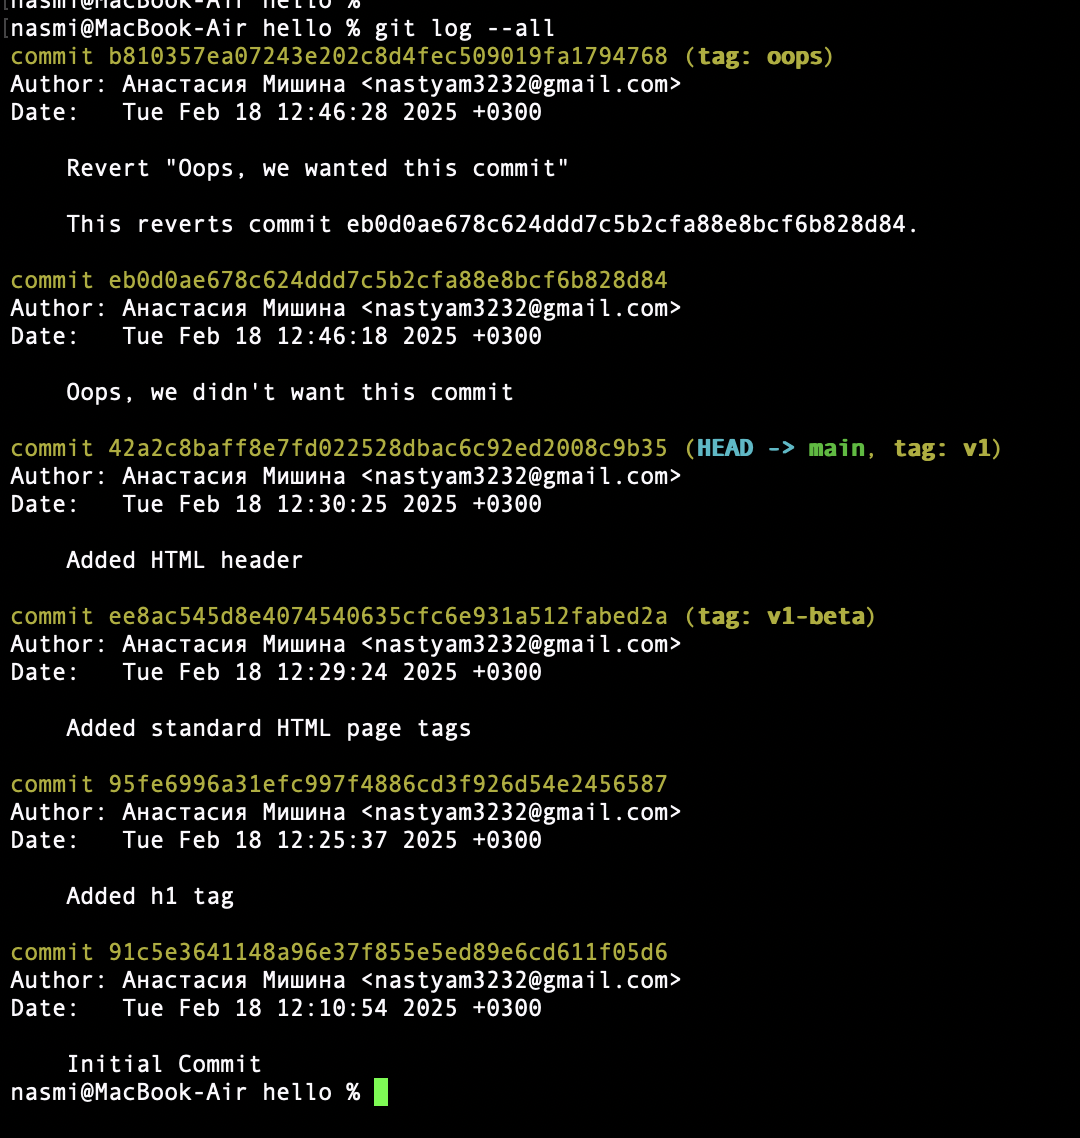 [nasmi@MacBook-Air hello %
[nasmi@MacBook-Air hello % git log --all
commit b810357ea07243e202c8d4fec509019fa1794768 (tag: oops)
Author: Анастасия Мишина <nastyam3232@gmail.com>
Date:   Tue Feb 18 12:46:28 2025 +0300
    Revert "Oops, we wanted this commit"
    This reverts commit eb0d0ae678c624ddd7c5b2cfa88e8bcf6b828d84.
commit eb0d0ae678c624ddd7c5b2cfa88e8bcf6b828d84
Author: Анастасия Мишина <nastyam3232@gmail.com>
Date:   Tue Feb 18 12:46:18 2025 +0300
    Oops, we didn't want this commit
commit 42a2c8baff8e7fd022528dbac6c92ed2008c9b35 (HEAD -> main, tag: v1)
Author: Анастасия Мишина <nastyam3232@gmail.com>
Date:   Tue Feb 18 12:30:25 2025 +0300
    Added HTML header
commit ee8ac545d8e4074540635cfc6e931a512fabed2a (tag: v1-beta)
Author: Анастасия Мишина <nastyam3232@gmail.com>
Date:   Tue Feb 18 12:29:24 2025 +0300
    Added standard HTML page tags
commit 95fe6996a31efc997f4886cd3f926d54e2456587
Author: Анастасия Мишина <nastyam3232@gmail.com>
Date:   Tue Feb 18 12:25:37 2025 +0300
    Added h1 tag
commit 91c5e3641148a96e37f855e5ed89e6cd611f05d6
Author: Анастасия Мишина <nastyam3232@gmail.com>
Date:   Tue Feb 18 12:10:54 2025 +0300
    Initial Commit
nasmi@MacBook-Air hello %